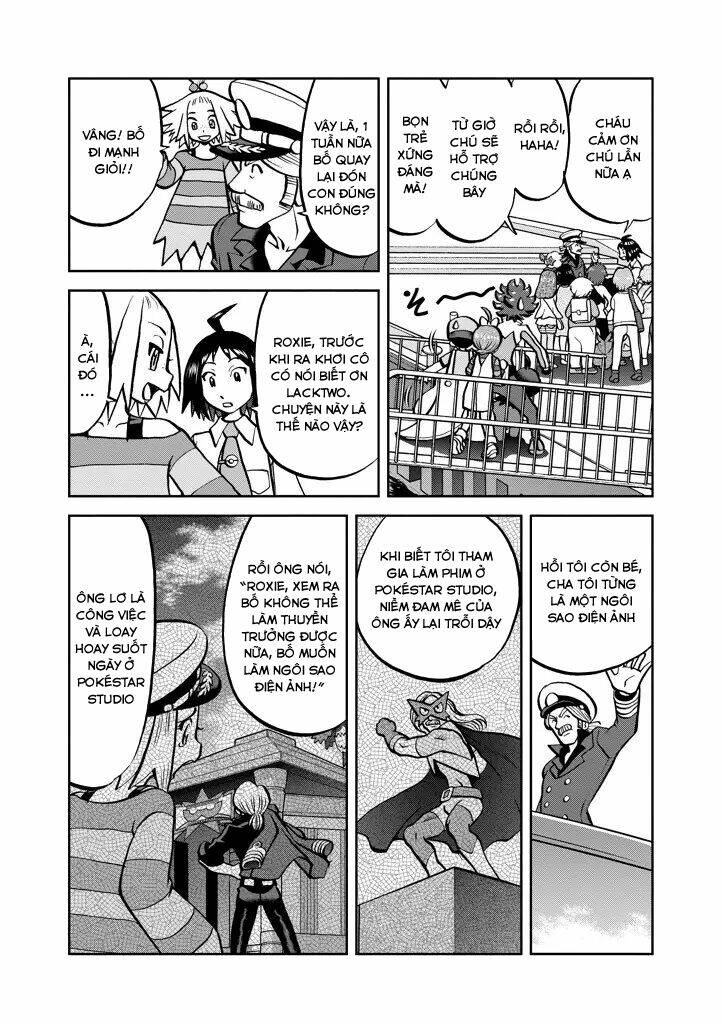 CHÁU
CẢM ƠN
CHÚ LẦN
NỮA Ạ
RỒI RỒI,
HAHA!
TỪ GIỜ
CHÚ SẼ
HỖ TRỢ
CHÚNG
BÂY
BỌN
TRẺ
XỨNG
ĐÁNG
MÀ!
VẬY LÀ, 1
TUẦN NỮA
BỐ QUAY
LẠI ĐÓN
CON ĐÚNG
KHÔNG?
VÂNG! BỐ
ĐI MẠNH
GIỎI!!
ROXIE, TRƯỚC
KHI RA KHƠI CÔ
CÓ NÓI BIẾT ƠN
LACKTWO.
CHUYỆN NÀY LÀ
THẾ NÀO VẬY?
À,
CÁI
ĐÓ
...
HỒI TÔI CÒN BÉ,
CHA TÔI TỪNG
LÀ MỘT NGÔI
SAO ĐIỆN ẢNH
KHI BIẾT TÔI THAM
GIA LÀM PHIM Ở
POKÉSTAR STUDIO,
NIỀM ĐAM MÊ CỦA
ÔNG ẤY LẠI TRỖI DẬY
RỒI ÔNG NÓI,
"ROXIE, XEM RA
BỐ KHÔNG THỂ
LÀM THUYỀN
TRƯỞNG ĐƯỢC
NỮA, BỐ MUỐN
LÀM NGÔI SAO
ĐIỆN ẢNH!"
ÔNG LƠ LÀ
CÔNG VIỆC
VÀ LOAY
HOAY SUỐT
NGÀY Ở
POKÉSTAR
STUDIO